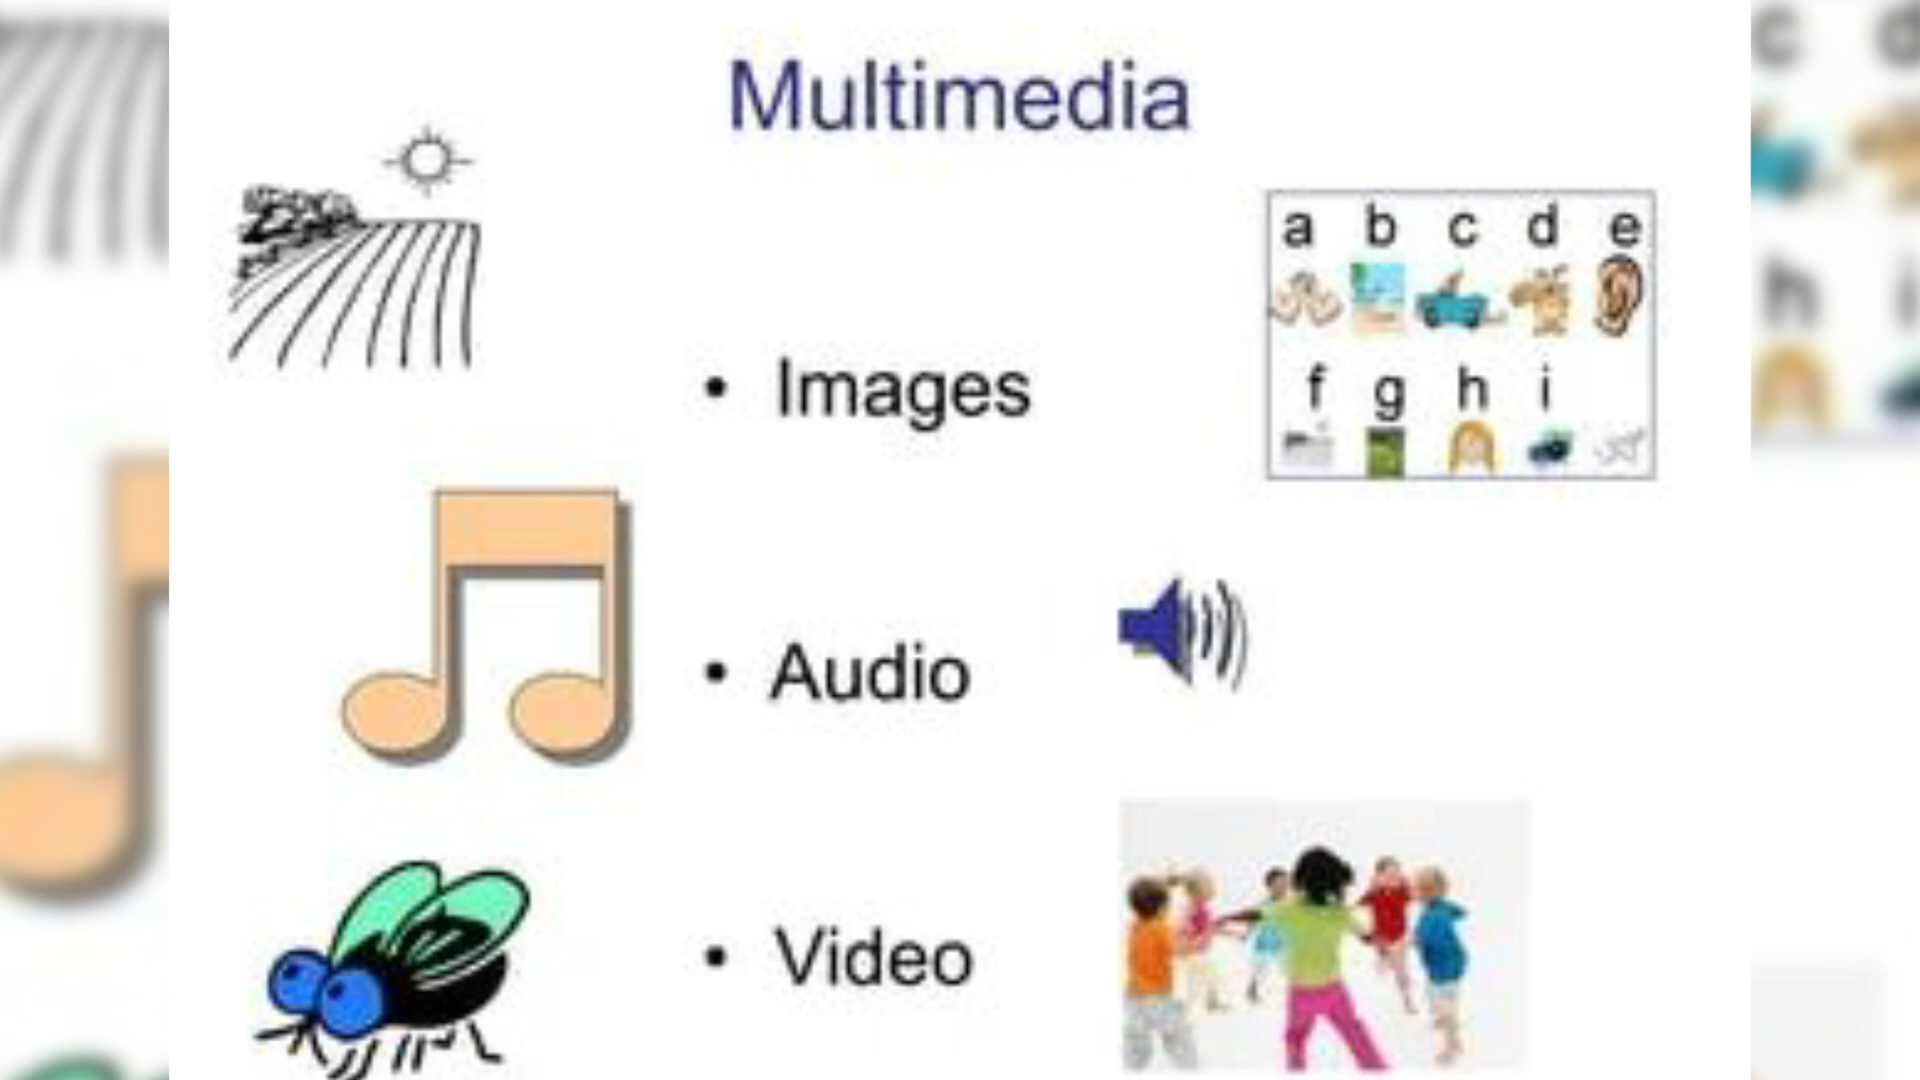 Multimedia
a b c d e
• Images
f g h i
• Audio
• Video